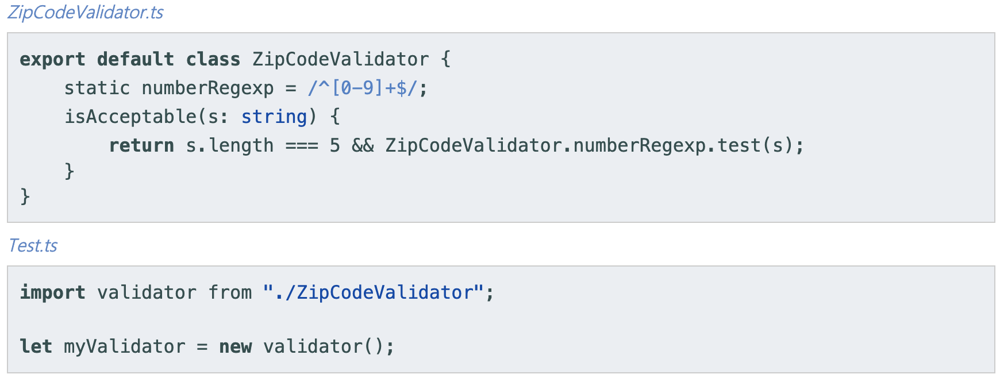 ZipCodeValidator.ts
export default class ZipCodeValidator {
    static numberRegexp = /^[0-9]+$/;
    isAcceptable(s: string) {
        return s.length === 5 && ZipCodeValidator.numberRegexp.test(s);
    }
}
Test.ts
import validator from "./ZipCodeValidator";
let myValidator = new validator();